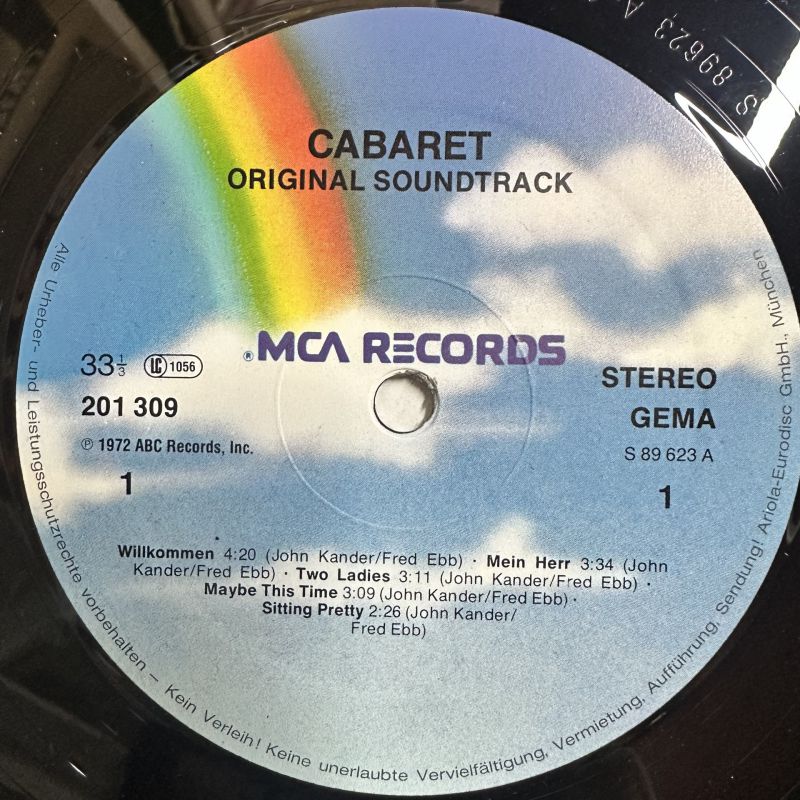 S 89623 A
CABARET
ORIGINAL SOUNDTRACK
® MCA RECORDS
33⅓ LC 1056
201 309
℗ 1972 ABC Records, Inc.
1
STEREO
GEMA
S 89 623 A
1
Willkommen 4:20 (John Kander/Fred Ebb) · Mein Herr 3:34 (John
Kander/Fred Ebb) · Two Ladies 3:11 (John Kander/Fred Ebb) ·
Maybe This Time 3:09 (John Kander/Fred Ebb) ·
Sitting Pretty 2:26 (John Kander/
Fred Ebb)
Alle Urheber- und Leistungsschutzrechte vorbehalten – Kein Verleih! Keine unerlaubte Vervielfältigung, Vermietung, Aufführung, Sendung! Ariola-Eurodisc GmbH., München